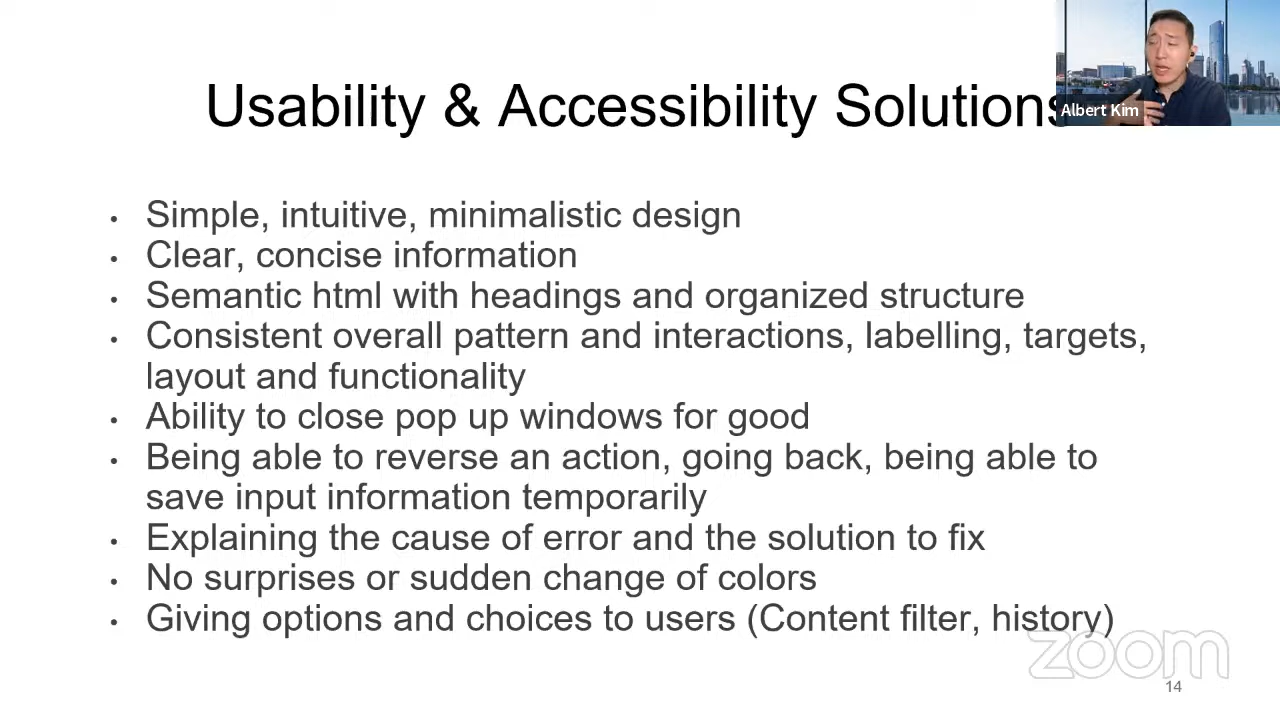 Usability & Accessibility Solutions
Albert Kim
• Simple, intuitive, minimalistic design
• Clear, concise information
• Semantic html with headings and organized structure
• Consistent overall pattern and interactions, labelling, targets,
layout and functionality
• Ability to close pop up windows for good
• Being able to reverse an action, going back, being able to
save input information temporarily
• Explaining the cause of error and the solution to fix
• No surprises or sudden change of colors
• Giving options and choices to users (Content filter, history)
zoom
14